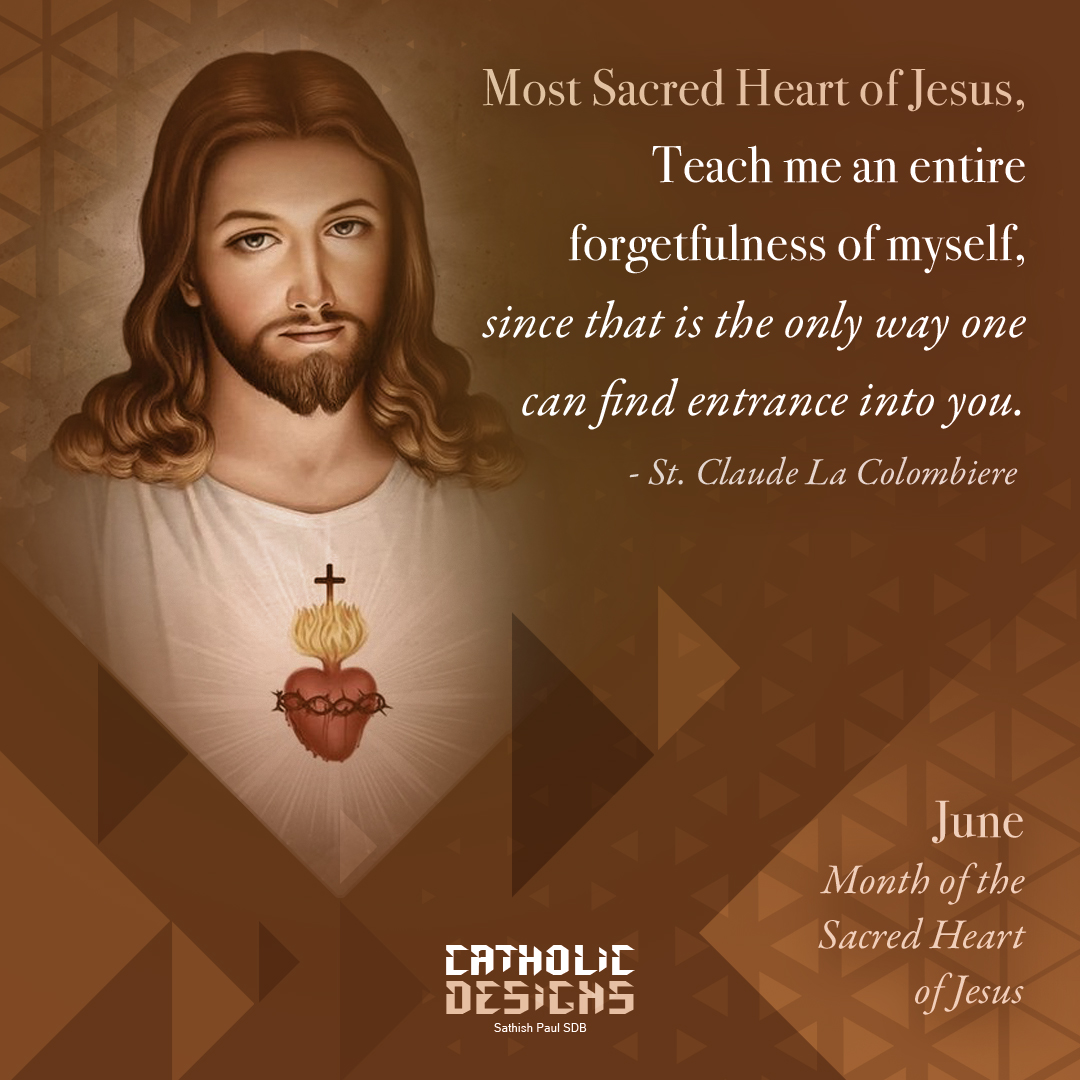 Most Sacred Heart of Jesus,
Teach me an entire
forgetfulness of myself,
since that is the only way one
can find entrance into you.
- St. Claude La Colombiere
June
Month of the
Sacred Heart
of Jesus
CATHOLIC
DESIGNS
Sathish Paul SDB